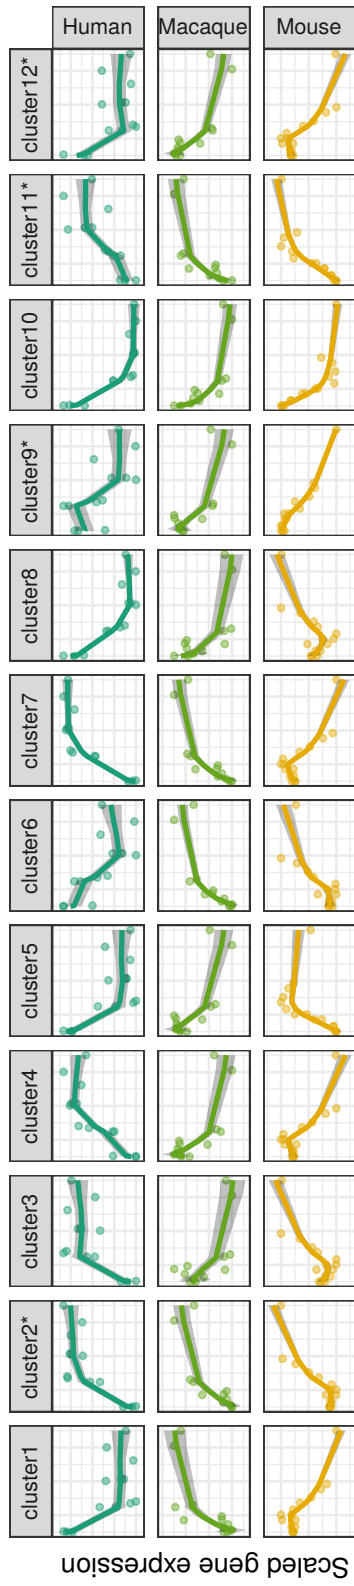 Human
Macaque
Mouse
cluster12*
cluster11*
cluster10
cluster9*
cluster8
cluster7
cluster6
cluster5
cluster4
cluster3
cluster2*
cluster1
Scaled gene expression